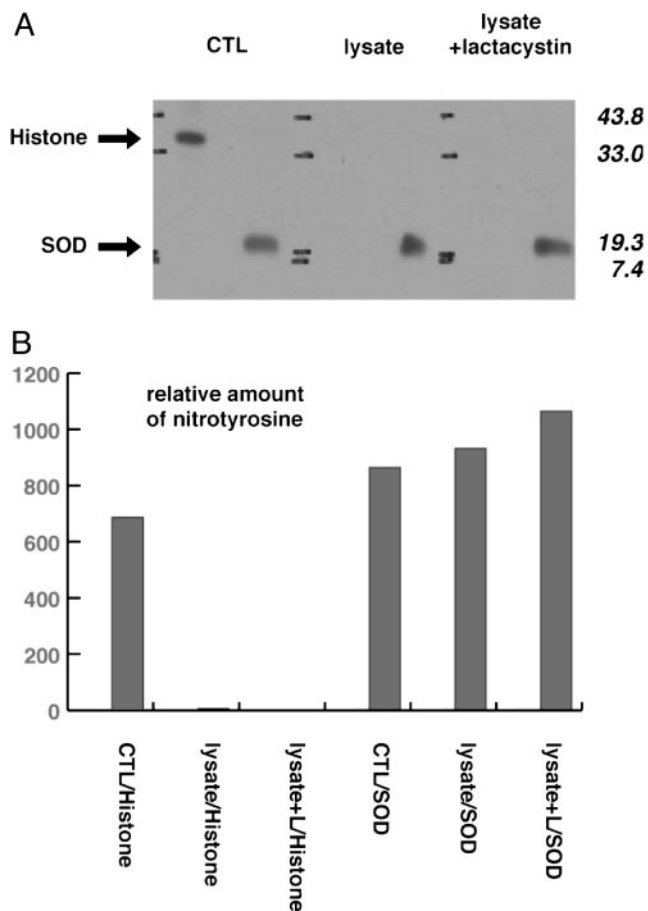 A
CTL
lysate
lysate
+lactacystin
Histone
SOD
43.8
33.0
19.3
7.4
B
relative amount
of nitrotyrosine
1200
1000
800
600
400
200
0
CTL/Histone
lysate/Histone
lysate+L/Histone
CTL/SOD
lysate/SOD
lysate+L/SOD